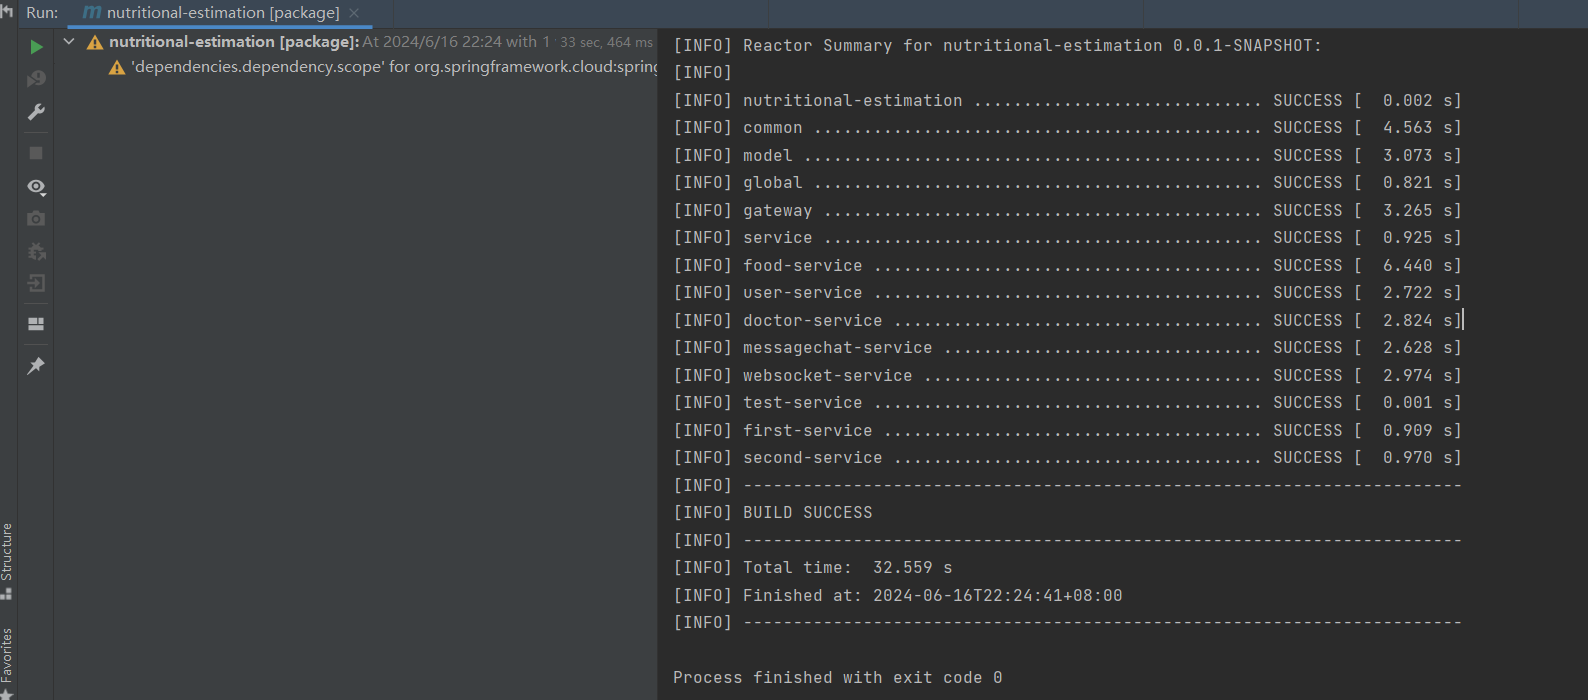 Run: nutritional-estimation [package] ×
nutritional-estimation [package]: At 2024/6/16 22:24 with 1 33 sec, 464 ms
'dependencies.dependency.scope' for org.springframework.cloud:spring
[INFO] Reactor Summary for nutritional-estimation 0.0.1-SNAPSHOT:
[INFO]
[INFO] nutritional-estimation ............................. SUCCESS [  0.002 s]
[INFO] common ............................................. SUCCESS [  4.563 s]
[INFO] model .............................................. SUCCESS [  3.073 s]
[INFO] global ............................................. SUCCESS [  0.821 s]
[INFO] gateway ............................................ SUCCESS [  3.265 s]
[INFO] service ............................................ SUCCESS [  0.925 s]
[INFO] food-service ....................................... SUCCESS [  6.440 s]
[INFO] user-service ....................................... SUCCESS [  2.722 s]
[INFO] doctor-service ..................................... SUCCESS [  2.824 s]
[INFO] messagechat-service ................................ SUCCESS [  2.628 s]
[INFO] websocket-service .................................. SUCCESS [  2.974 s]
[INFO] test-service ....................................... SUCCESS [  0.001 s]
[INFO] first-service ...................................... SUCCESS [  0.909 s]
[INFO] second-service ..................................... SUCCESS [  0.970 s]
[INFO] ------------------------------------------------------------------------
[INFO] BUILD SUCCESS
[INFO] ------------------------------------------------------------------------
[INFO] Total time:  32.559 s
[INFO] Finished at: 2024-06-16T22:24:41+08:00
[INFO] ------------------------------------------------------------------------
Process finished with exit code 0
Structure
Favorites